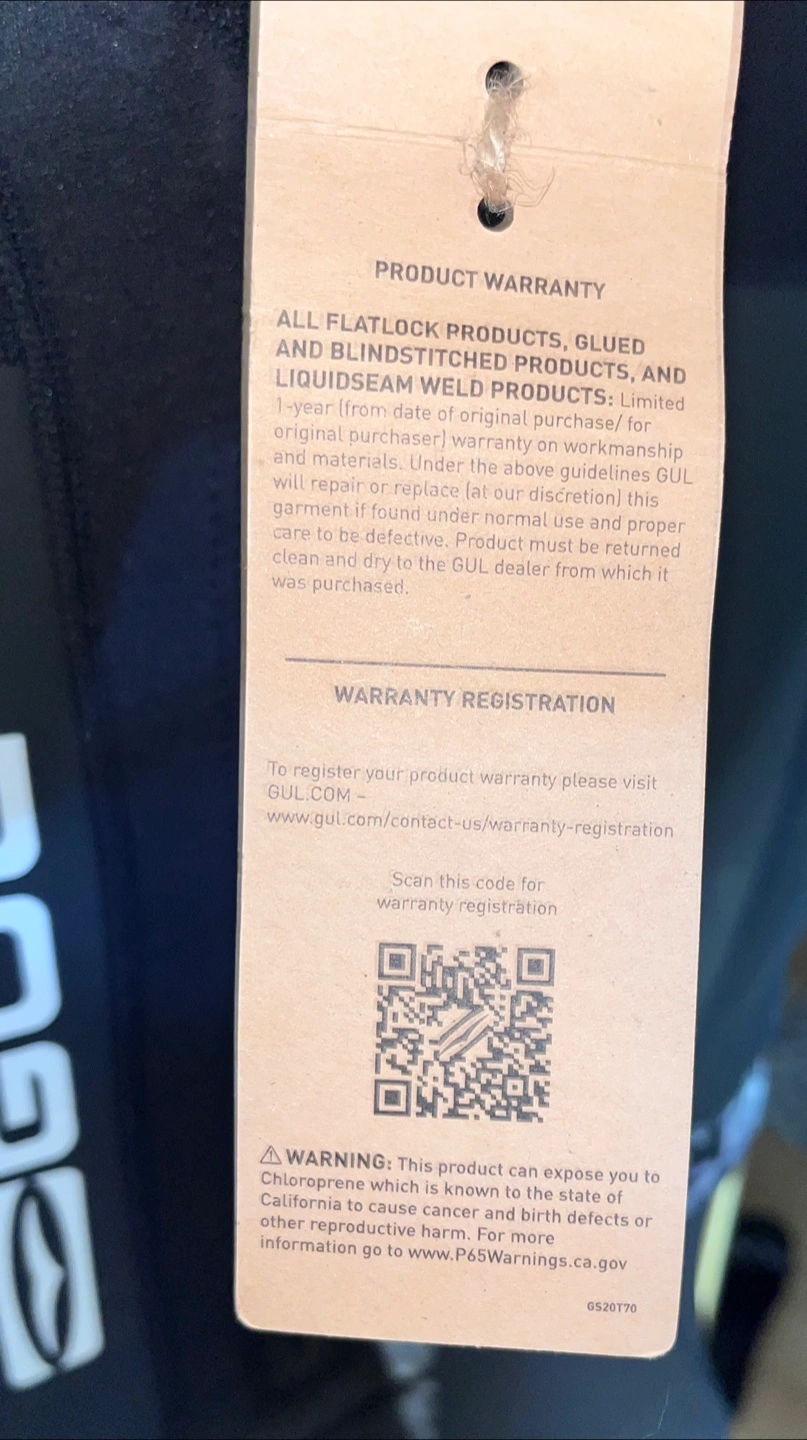 PRODUCT WARRANTY
ALL FLATLOCK PRODUCTS, GLUED
AND BLINDSTITCHED PRODUCTS, AND
LIQUIDSEAM WELD PRODUCTS: Limited
1-year (from date of original purchase/ for
original purchaser) warranty on workmanship
and materials. Under the above guidelines GUL
will repair or replace (at our discretion) this
garment if found under normal use and proper
care to be defective. Product must be returned
clean and dry to the GUL dealer from which it
was purchased.
WARRANTY REGISTRATION
To register your product warranty please visit
GUL.COM –
www.gul.com/contact-us/warranty-registration
Scan this code for
warranty registration
⚠ WARNING: This product can expose you to
Chloroprene which is known to the state of
California to cause cancer and birth defects or
other reproductive harm. For more
information go to www.P65Warnings.ca.gov
GS20T70
GUL